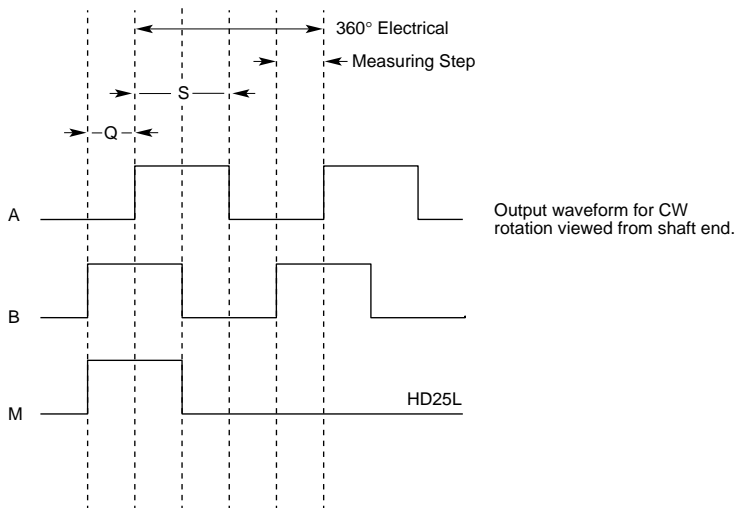 360° Electrical
Measuring Step
S
Q
A
Output waveform for CW
rotation viewed from shaft end.
B
HD25L
M